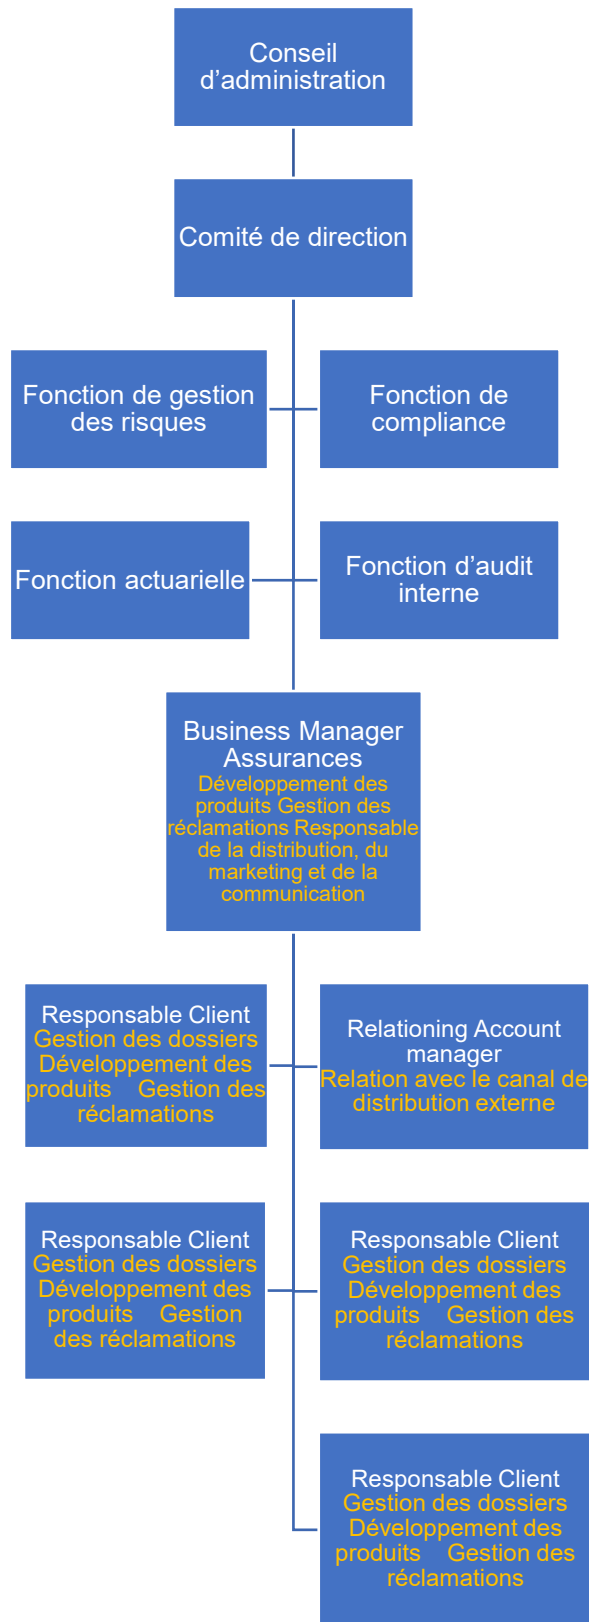 Conseil
d’administration
Comité de direction
Fonction de gestion
des risques
Fonction de
compliance
Fonction actuarielle
Fonction d’audit
interne
Business Manager
Assurances
Développement des
produits Gestion des
réclamations Responsable
de la distribution, du
marketing et de la
communication
Responsable Client
Gestion des dossiers
Développement des
produits Gestion des
réclamations
Relationing Account
manager
Relation avec le canal de
distribution externe
Responsable Client
Gestion des dossiers
Développement des
produits Gestion
des réclamations
Responsable Client
Gestion des dossiers
Développement des
produits Gestion des
réclamations
Responsable Client
Gestion des dossiers
Développement des
produits Gestion des
réclamations